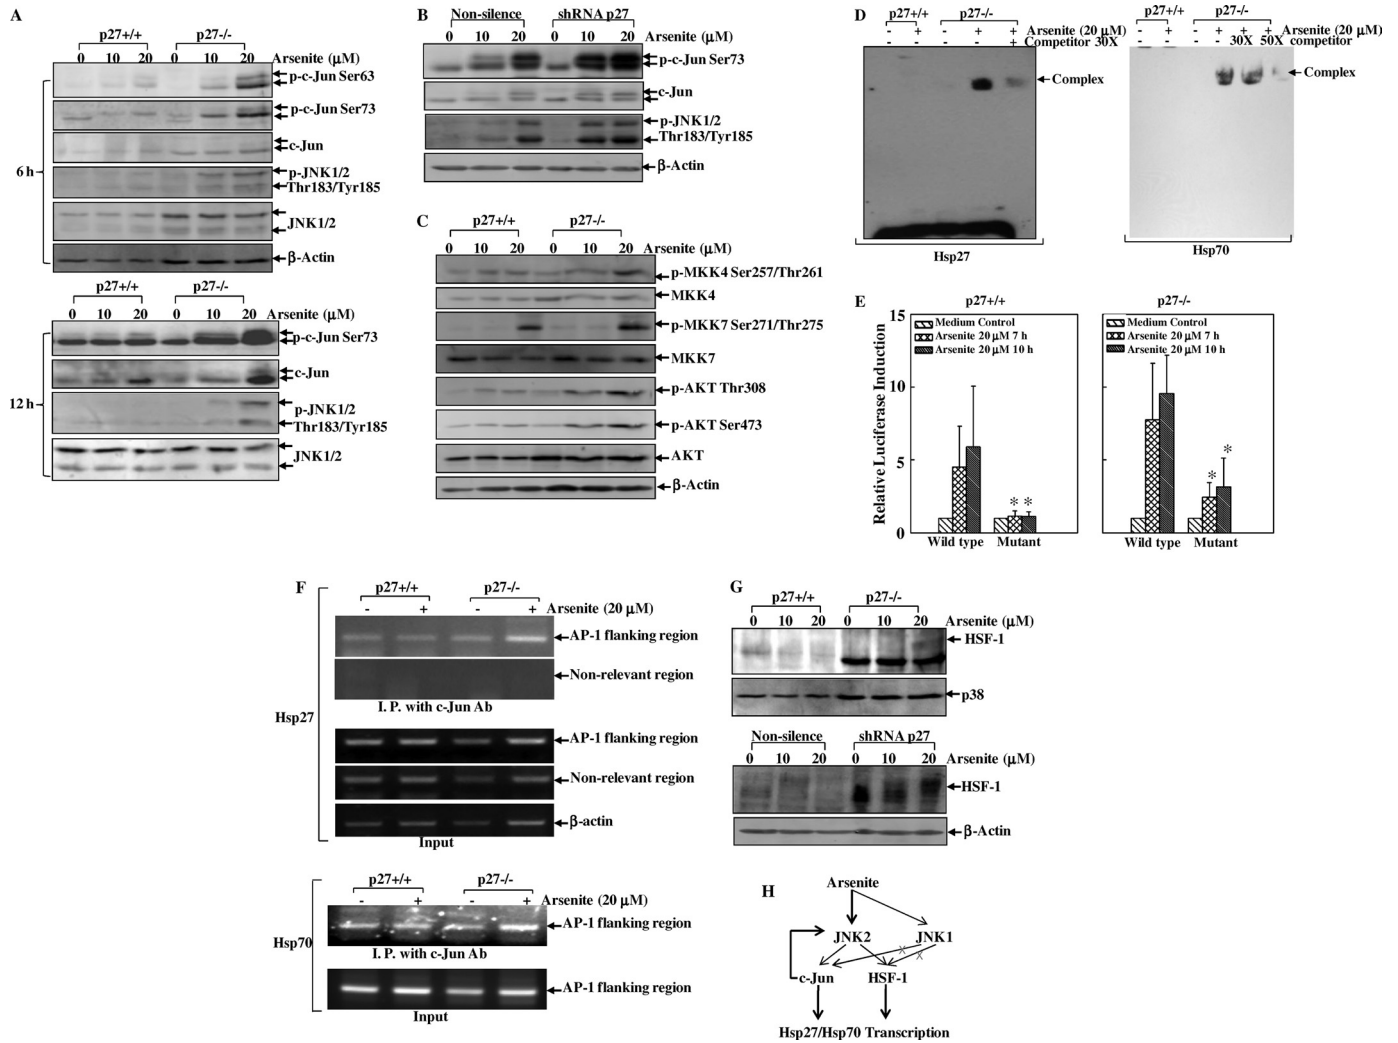 A
p27+/+ p27-/-
0 10 20 0 10 20 Arsenite (μM)
p-c-Jun Ser63
p-c-Jun Ser73
c-Jun
6 h
p-JNK1/2
Thr183/Tyr185
JNK1/2
β-Actin
p27+/+ p27-/-
0 10 20 0 10 20 Arsenite (μM)
p-c-Jun Ser73
c-Jun
12 h
p-JNK1/2
Thr183/Tyr185
JNK1/2
B
Non-silence shRNA p27
0 10 20 0 10 20 Arsenite (μM)
p-c-Jun Ser73
c-Jun
p-JNK1/2
Thr183/Tyr185
β-Actin
C
p27+/+ p27-/-
0 10 20 0 10 20 Arsenite (μM)
p-MKK4 Ser257/Thr261
MKK4
p-MKK7 Ser271/Thr275
MKK7
p-AKT Thr308
p-AKT Ser473
AKT
β-Actin
D
p27+/+ p27-/-
- + - + + Arsenite (20 μM)
+ Competitor 30X
Complex
Hsp27
p27+/+ p27-/-
- + - + + + Arsenite (20 μM)
30X 50X competitor
Complex
Hsp70
E
p27+/+ p27-/-
Relative Luciferase Induction
15
10
5
0
Medium Control
Arsenite 20 μM 7 h
Arsenite 20 μM 10 h
* *
Wild type Mutant
Medium Control
Arsenite 20 μM 7 h
Arsenite 20 μM 10 h
* *
Wild type Mutant
F
Hsp27
p27+/+ p27-/-
- + - + Arsenite (20 μM)
AP-1 flanking region
Non-relevant region
I. P. with c-Jun Ab
AP-1 flanking region
Non-relevant region
β-actin
Input
Hsp70
p27+/+ p27-/-
- + - + Arsenite (20 μM)
AP-1 flanking region
I. P. with c-Jun Ab
AP-1 flanking region
Input
G
p27+/+ p27-/-
0 10 20 0 10 20 Arsenite (μM)
HSF-1
p38
Non-silence shRNA p27
0 10 20 0 10 20 Arsenite (μM)
HSF-1
β-Actin
H
Arsenite
JNK2 JNK1
x
x
c-Jun HSF-1
Hsp27/Hsp70 Transcription